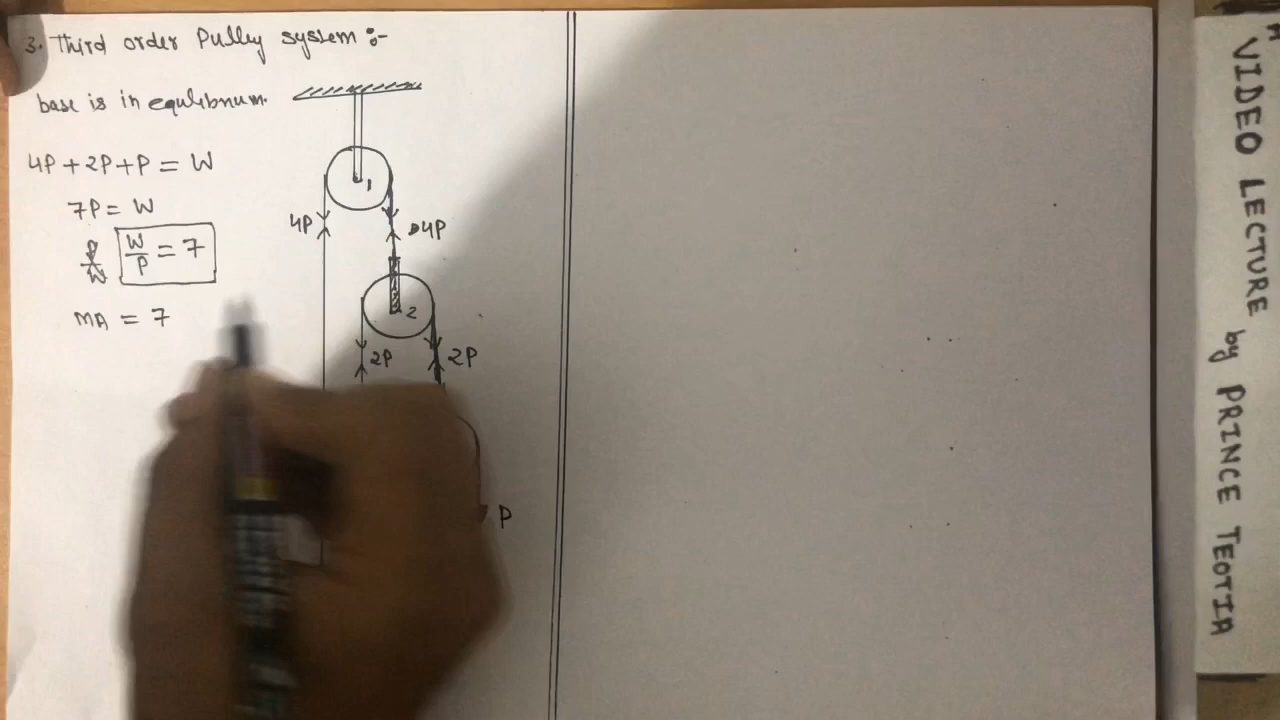 3. Third order Pulley system :-
base is in equlibrium.
4P + 2P + P = W
7P = W
W/P = 7
MA = 7
1
4P
4P
2
2P
2P
P
VIDEO LECTURE by PRINCE TEOTIA